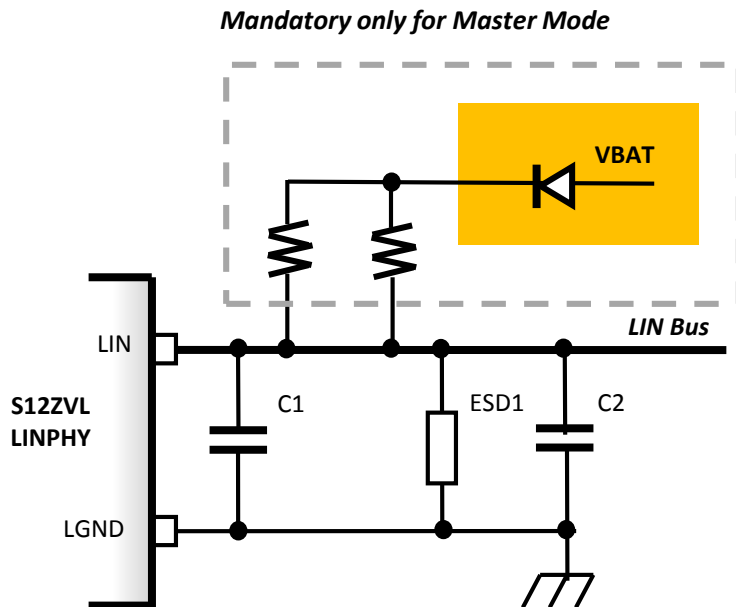 Mandatory only for Master Mode
VBAT
LIN Bus
LIN
C1
ESD1
C2
S12ZVL
LINPHY
LGND